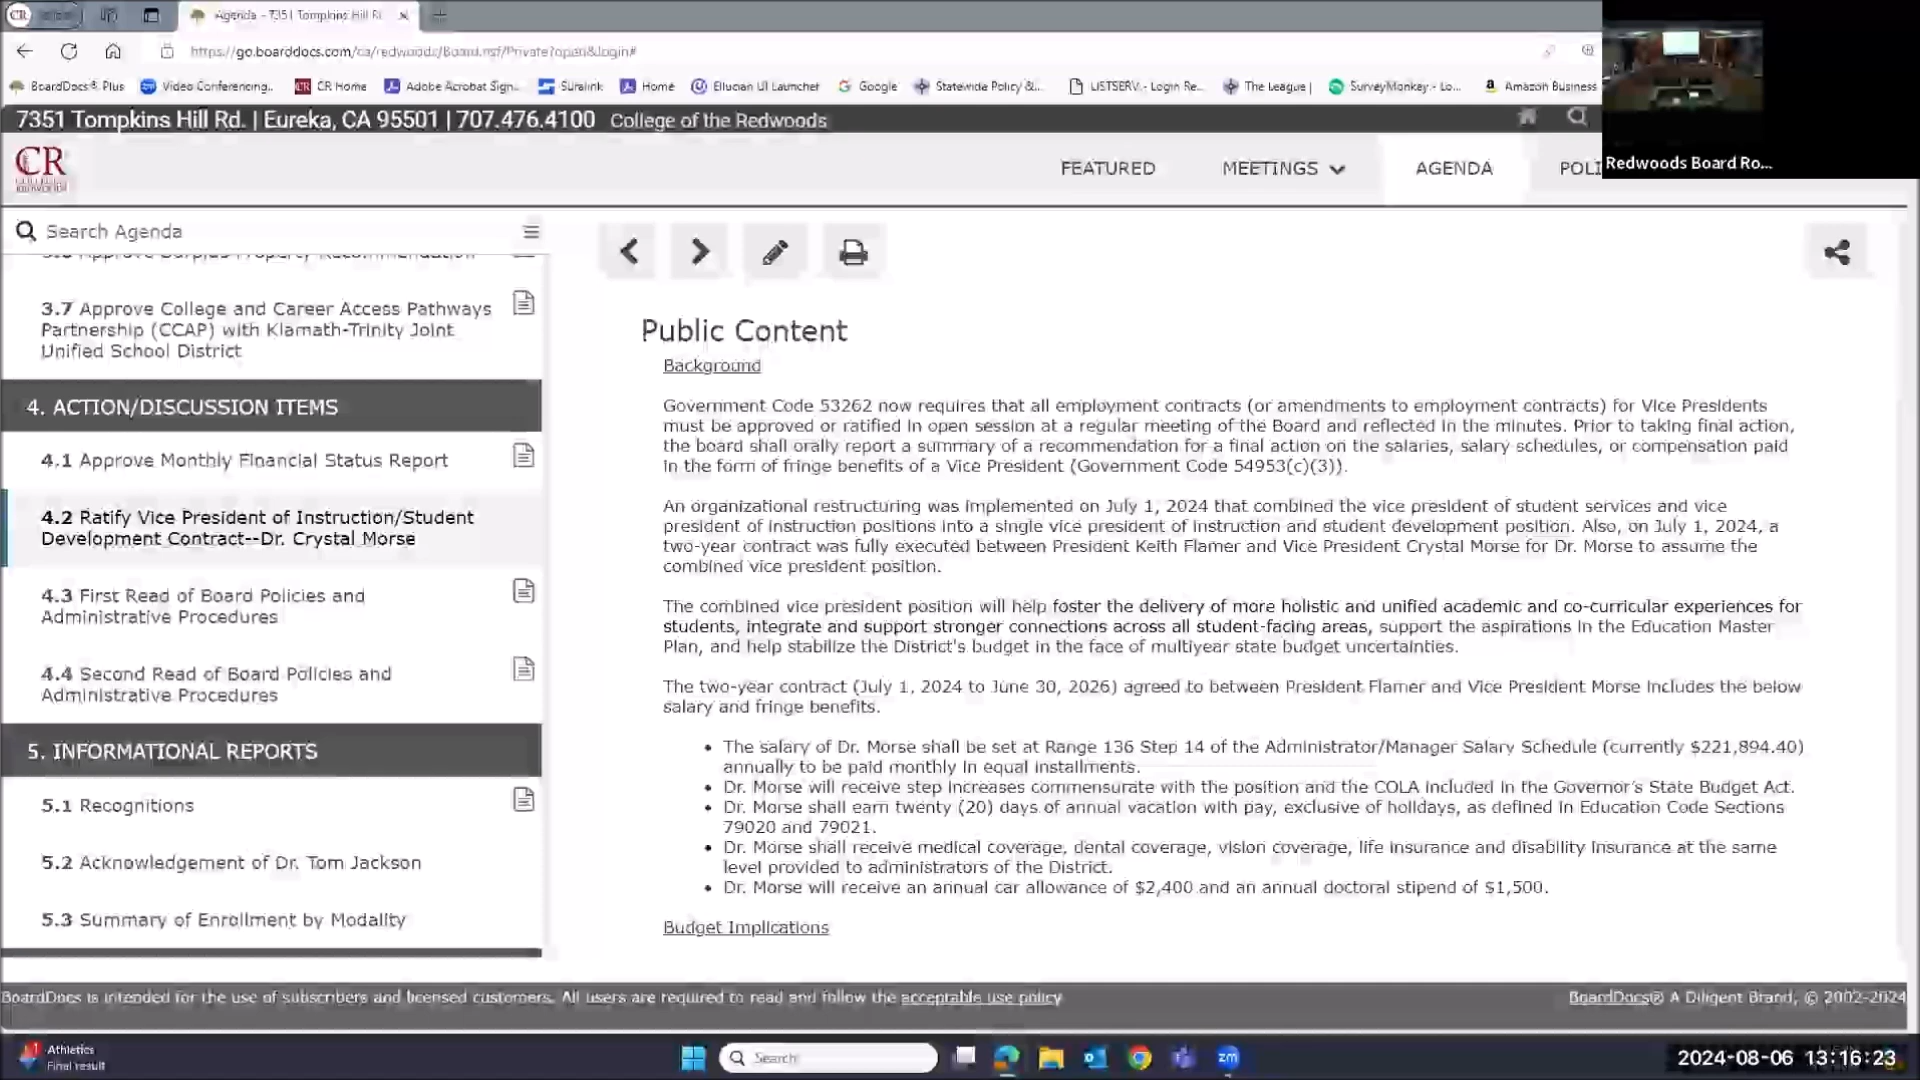 Agenda - 7351 Tompkins Hill Rd
https://go.boarddocs.com/ca/redwoods/Board.nsf/Private?open&login#
BoardDocs® Plus
Video Conferencing...
CR Home
Adobe Acrobat Sign...
Suralink
Home
Ellucian UI Launcher
Google
Statewide Policy &...
LISTSERV - Login Re...
The League |
SurveyMonkey - Lo...
Amazon Business
Redwoods Board Ro...
7351 Tompkins Hill Rd. | Eureka, CA 95501 | 707.476.4100 College of the Redwoods
CR
FEATURED
MEETINGS
AGENDA
POLI
Search Agenda
3.7 Approve College and Career Access Pathways
Partnership (CCAP) with Klamath-Trinity Joint
Unified School District
4. ACTION/DISCUSSION ITEMS
4.1 Approve Monthly Financial Status Report
4.2 Ratify Vice President of Instruction/Student
Development Contract--Dr. Crystal Morse
4.3 First Read of Board Policies and
Administrative Procedures
4.4 Second Read of Board Policies and
Administrative Procedures
5. INFORMATIONAL REPORTS
5.1 Recognitions
5.2 Acknowledgement of Dr. Tom Jackson
5.3 Summary of Enrollment by Modality
Public Content
Background
Government Code 53262 now requires that all employment contracts (or amendments to employment contracts) for Vice Presidents
must be approved or ratified in open session at a regular meeting of the Board and reflected in the minutes. Prior to taking final action,
the board shall orally report a summary of a recommendation for a final action on the salaries, salary schedules, or compensation paid
in the form of fringe benefits of a Vice President (Government Code 54953(c)(3)).
An organizational restructuring was implemented on July 1, 2024 that combined the vice president of student services and vice
president of instruction positions into a single vice president of instruction and student development position. Also, on July 1, 2024, a
two-year contract was fully executed between President Keith Flamer and Vice President Crystal Morse for Dr. Morse to assume the
combined vice president position.
The combined vice president position will help foster the delivery of more holistic and unified academic and co-curricular experiences for
students, integrate and support stronger connections across all student-facing areas, support the aspirations in the Education Master
Plan, and help stabilize the District's budget in the face of multiyear state budget uncertainties.
The two-year contract (July 1, 2024 to June 30, 2026) agreed to between President Flamer and Vice President Morse includes the below
salary and fringe benefits.
• The salary of Dr. Morse shall be set at Range 136 Step 14 of the Administrator/Manager Salary Schedule (currently $221,894.40)
annually to be paid monthly in equal installments.
• Dr. Morse will receive step increases commensurate with the position and the COLA included in the Governor's State Budget Act.
• Dr. Morse shall earn twenty (20) days of annual vacation with pay, exclusive of holidays, as defined in Education Code Sections
79020 and 79021.
• Dr. Morse shall receive medical coverage, dental coverage, vision coverage, life insurance and disability insurance at the same
level provided to administrators of the District.
• Dr. Morse will receive an annual car allowance of $2,400 and an annual doctoral stipend of $1,500.
Budget Implications
BoardDocs is intended for the use of subscribers and licensed customers. All users are required to read and follow the acceptable use policy
BoardDocs® A Diligent Brand, © 2002-2024
Athletics
Final result
Search
zm
2024-08-06 13:16:23